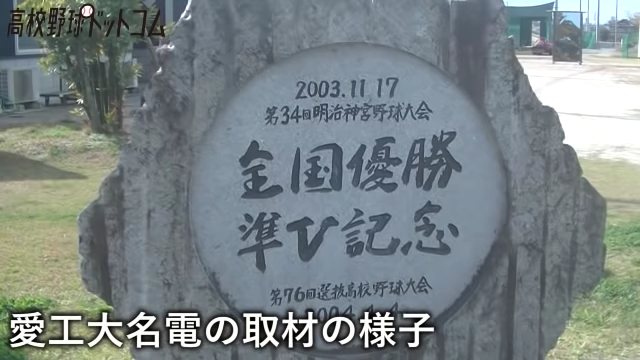 高校野球ドットコム
2003.11.17
第34回明治神宮野球大会
全国優勝
準び記念
第76回選抜高校野球大会
愛工大名電の取材の様子